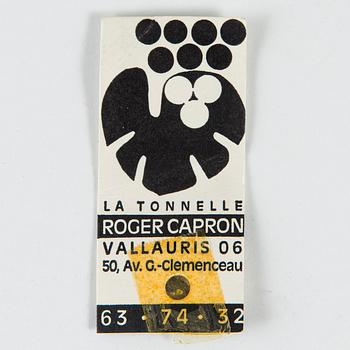 LA TONNELLE
ROGER CAPRON
VALLAURIS 06
50, Av. G.-Clemenceau
63 · 74 · 32